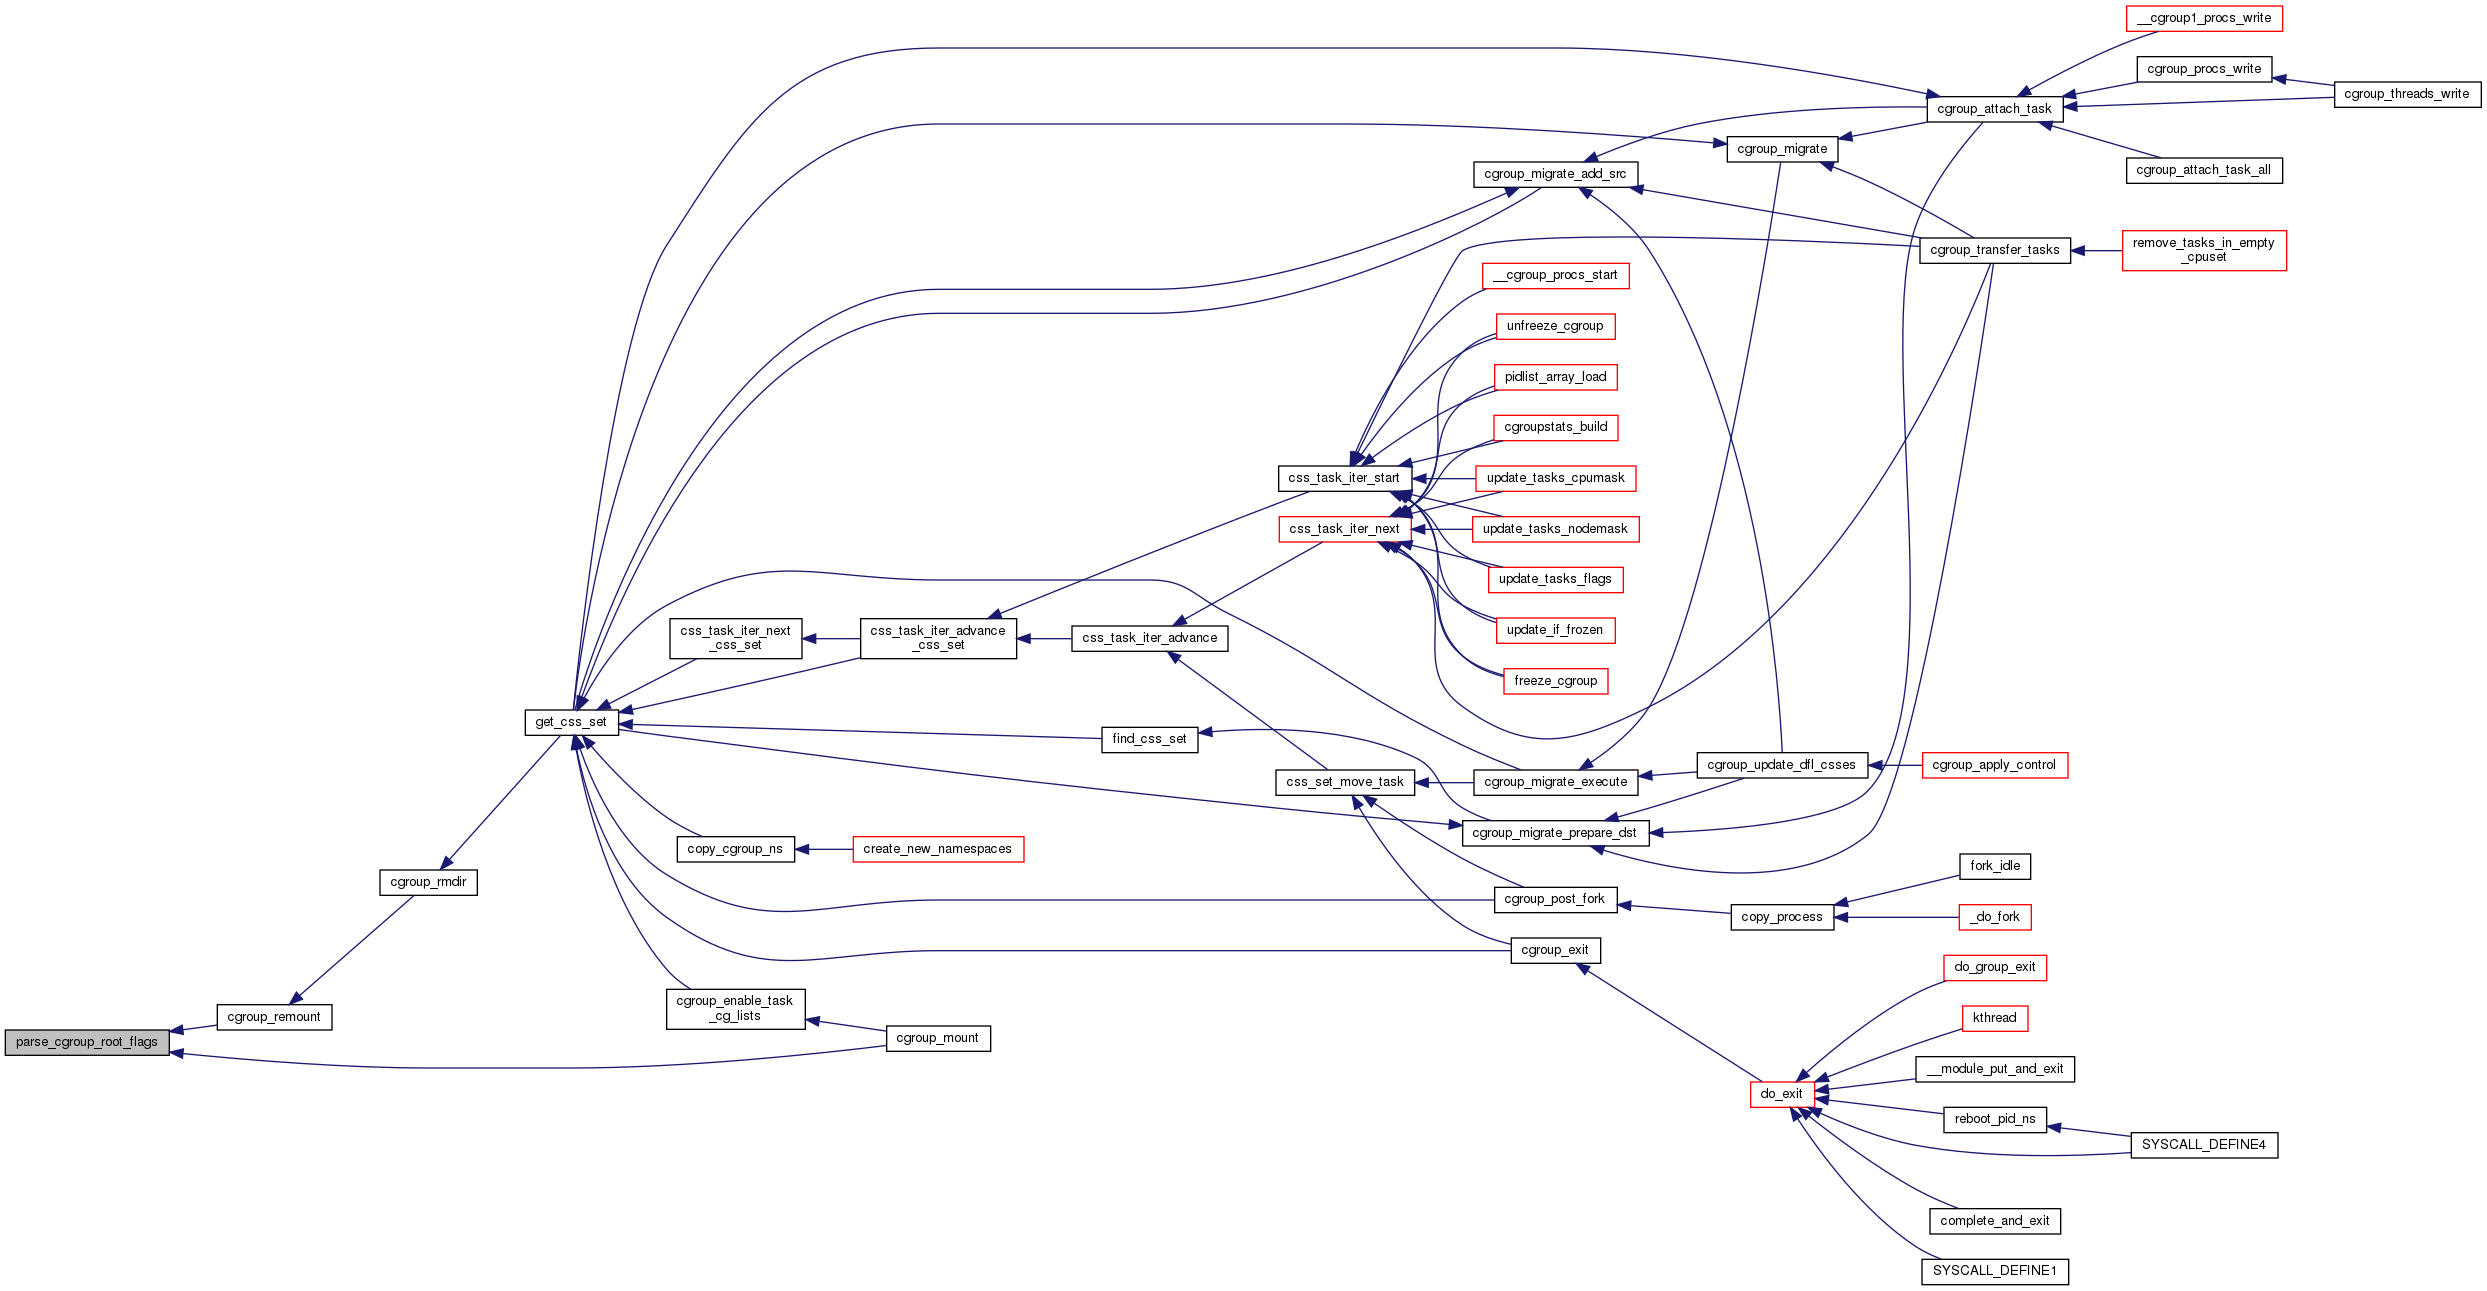 __cgroup1_procs_write
cgroup_procs_write
cgroup_threads_write
cgroup_attach_task
cgroup_migrate
cgroup_attach_task_all
cgroup_migrate_add_src
cgroup_transfer_tasks
remove_tasks_in_empty
_cpuset
__cgroup_procs_start
unfreeze_cgroup
pidlist_array_load
cgroupstats_build
css_task_iter_start
update_tasks_cpumask
css_task_iter_next
update_tasks_nodemask
update_tasks_flags
css_task_iter_next
_css_set
css_task_iter_advance
_css_set
css_task_iter_advance
update_if_frozen
freeze_cgroup
get_css_set
find_css_set
cgroup_update_dfl_csses
cgroup_apply_control
css_set_move_task
cgroup_migrate_execute
cgroup_migrate_prepare_dst
copy_cgroup_ns
create_new_namespaces
fork_idle
cgroup_rmdir
cgroup_post_fork
copy_process
_do_fork
cgroup_exit
do_group_exit
cgroup_enable_task
_cg_lists
cgroup_remount
kthread
parse_cgroup_root_flags
cgroup_mount
__module_put_and_exit
do_exit
reboot_pid_ns
SYSCALL_DEFINE4
complete_and_exit
SYSCALL_DEFINE1